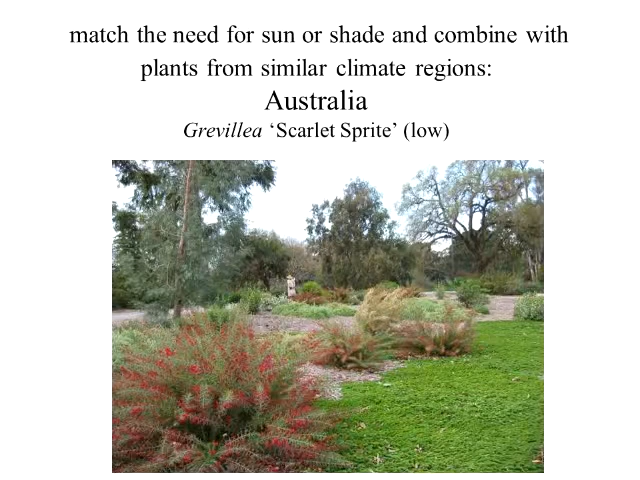 match the need for sun or shade and combine with
plants from similar climate regions:
Australia
Grevillea ‘Scarlet Sprite’ (low)